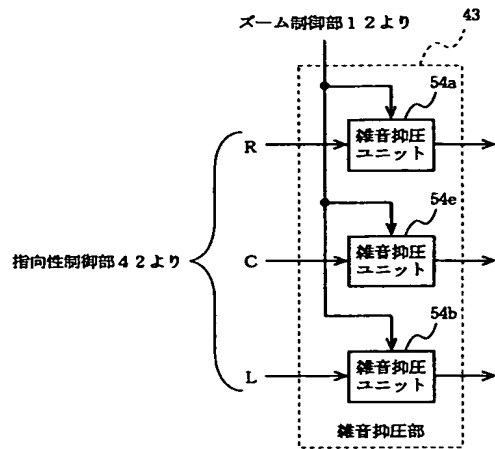 ズーム制御部12より
43
54a
雑音抑圧
ユニット
R
54e
雑音抑圧
ユニット
指向性制御部42より
C
54b
雑音抑圧
ユニット
L
雑音抑圧部